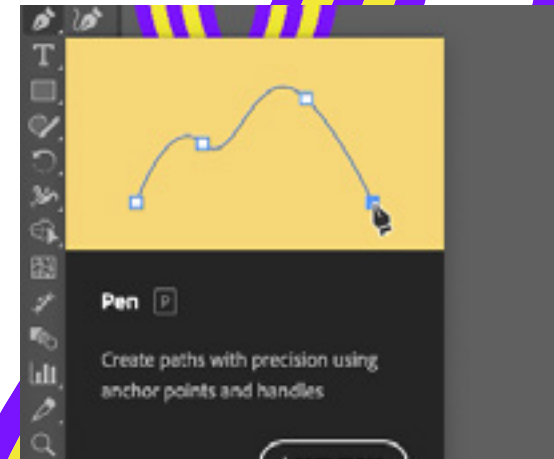 T
Pen P
Create paths with precision using
anchor points and handles